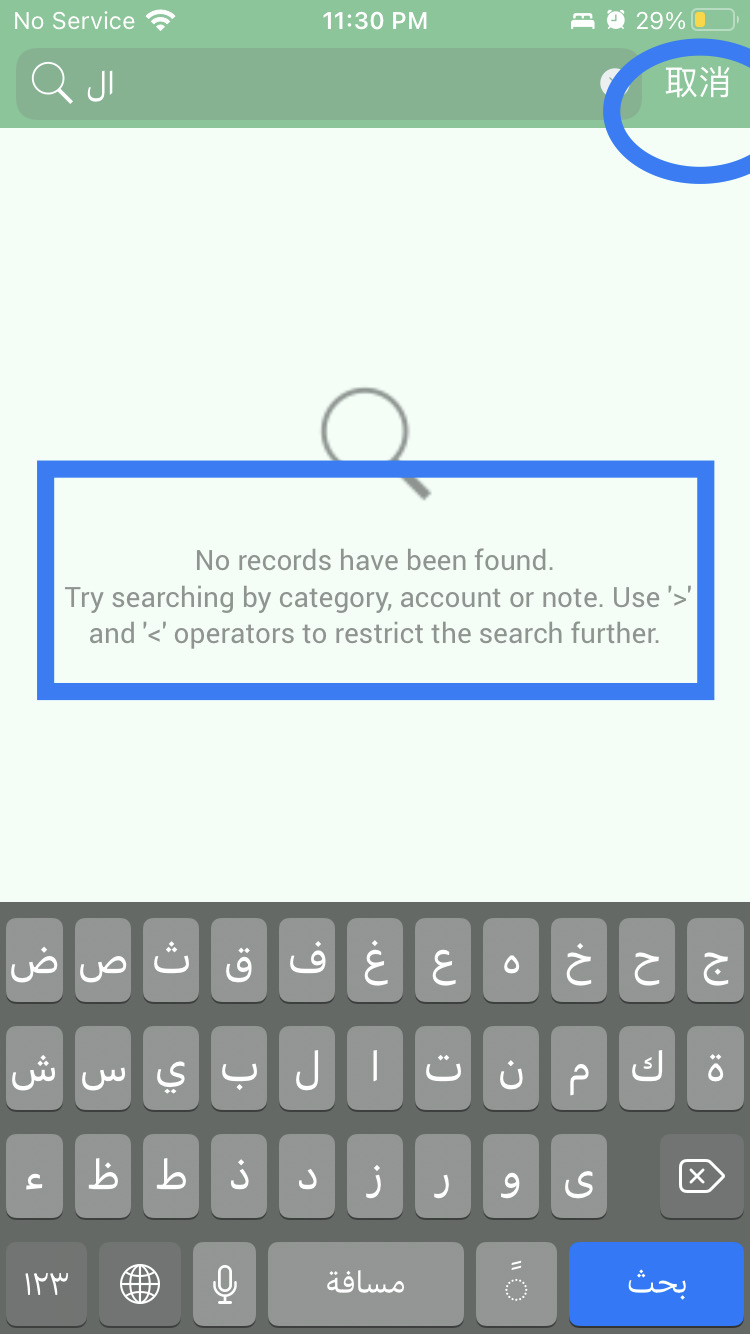 No Service 11:30 PM 29%
ال 取消
No records have been found.
Try searching by category, account or note. Use '>'
and '<' operators to restrict the search further.
ض ص ث ق ف غ ع ه خ ح ج
ش س ي ب ل ا ت ن م ك ة
ء ظ ط ذ د ز ر و ى
١٢٣ مسافة بحث